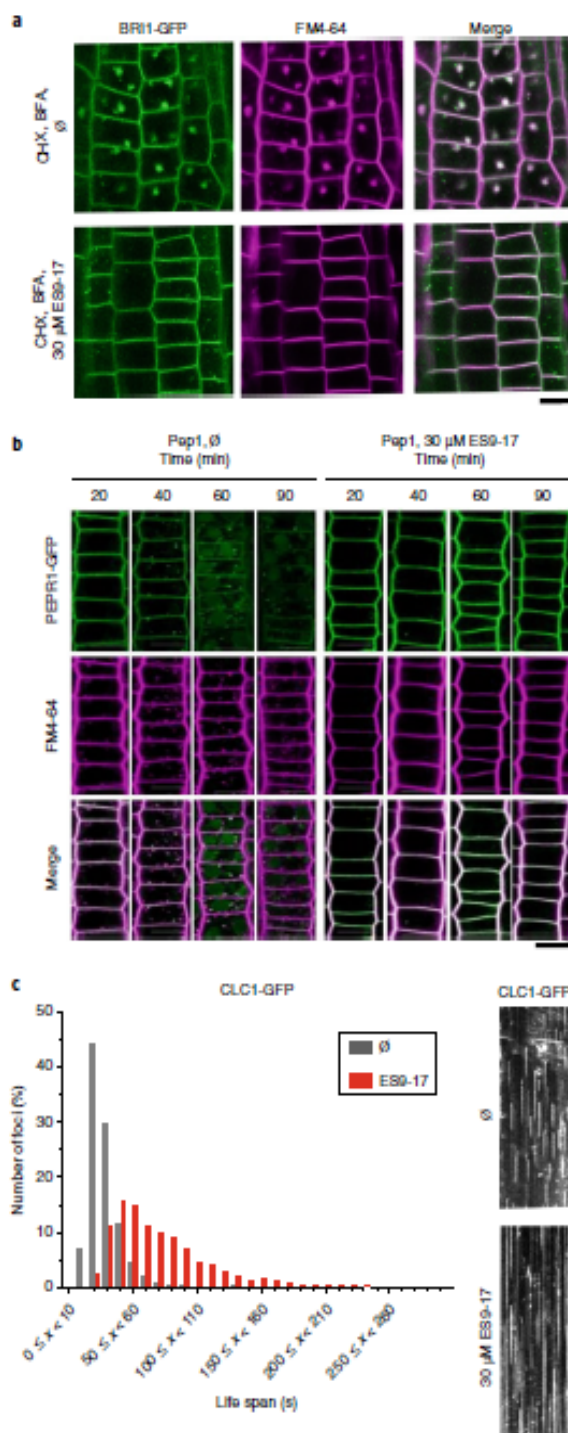 a
BRI1-GFP FM4-64 Merge
CHX, BFA,
Ø
CHX, BFA,
30 µM ES9-17
b
Pep1, Ø
Time (min)
Pep1, 30 µM ES9-17
Time (min)
20 40 60 90 20 40 60 90
PEPR1-GFP
FM4-64
Merge
c
CLC1-GFP
CLC1-GFP
50
40
30
20
10
0
Number of foci (%)
Ø
ES9-17
0 ≤ x < 10
50 ≤ x < 60
100 ≤ x < 110
150 ≤ x < 160
200 ≤ x < 210
250 ≤ x < 260
Life span (s)
Ø
30 µM ES9-17